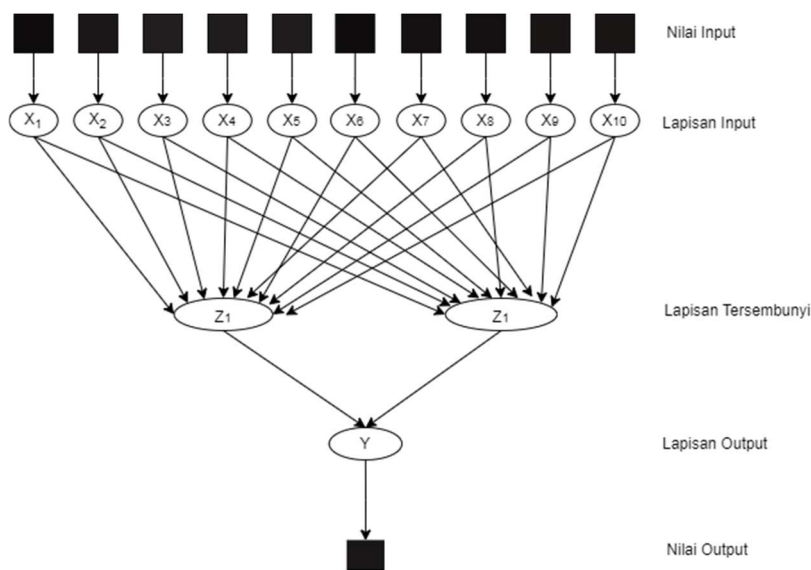 Nilai Input
X1 X2 X3 X4 X5 X6 X7 X8 X9 X10 Lapisan Input
Z1 Z1 Lapisan Tersembunyi
Y Lapisan Output
Nilai Output